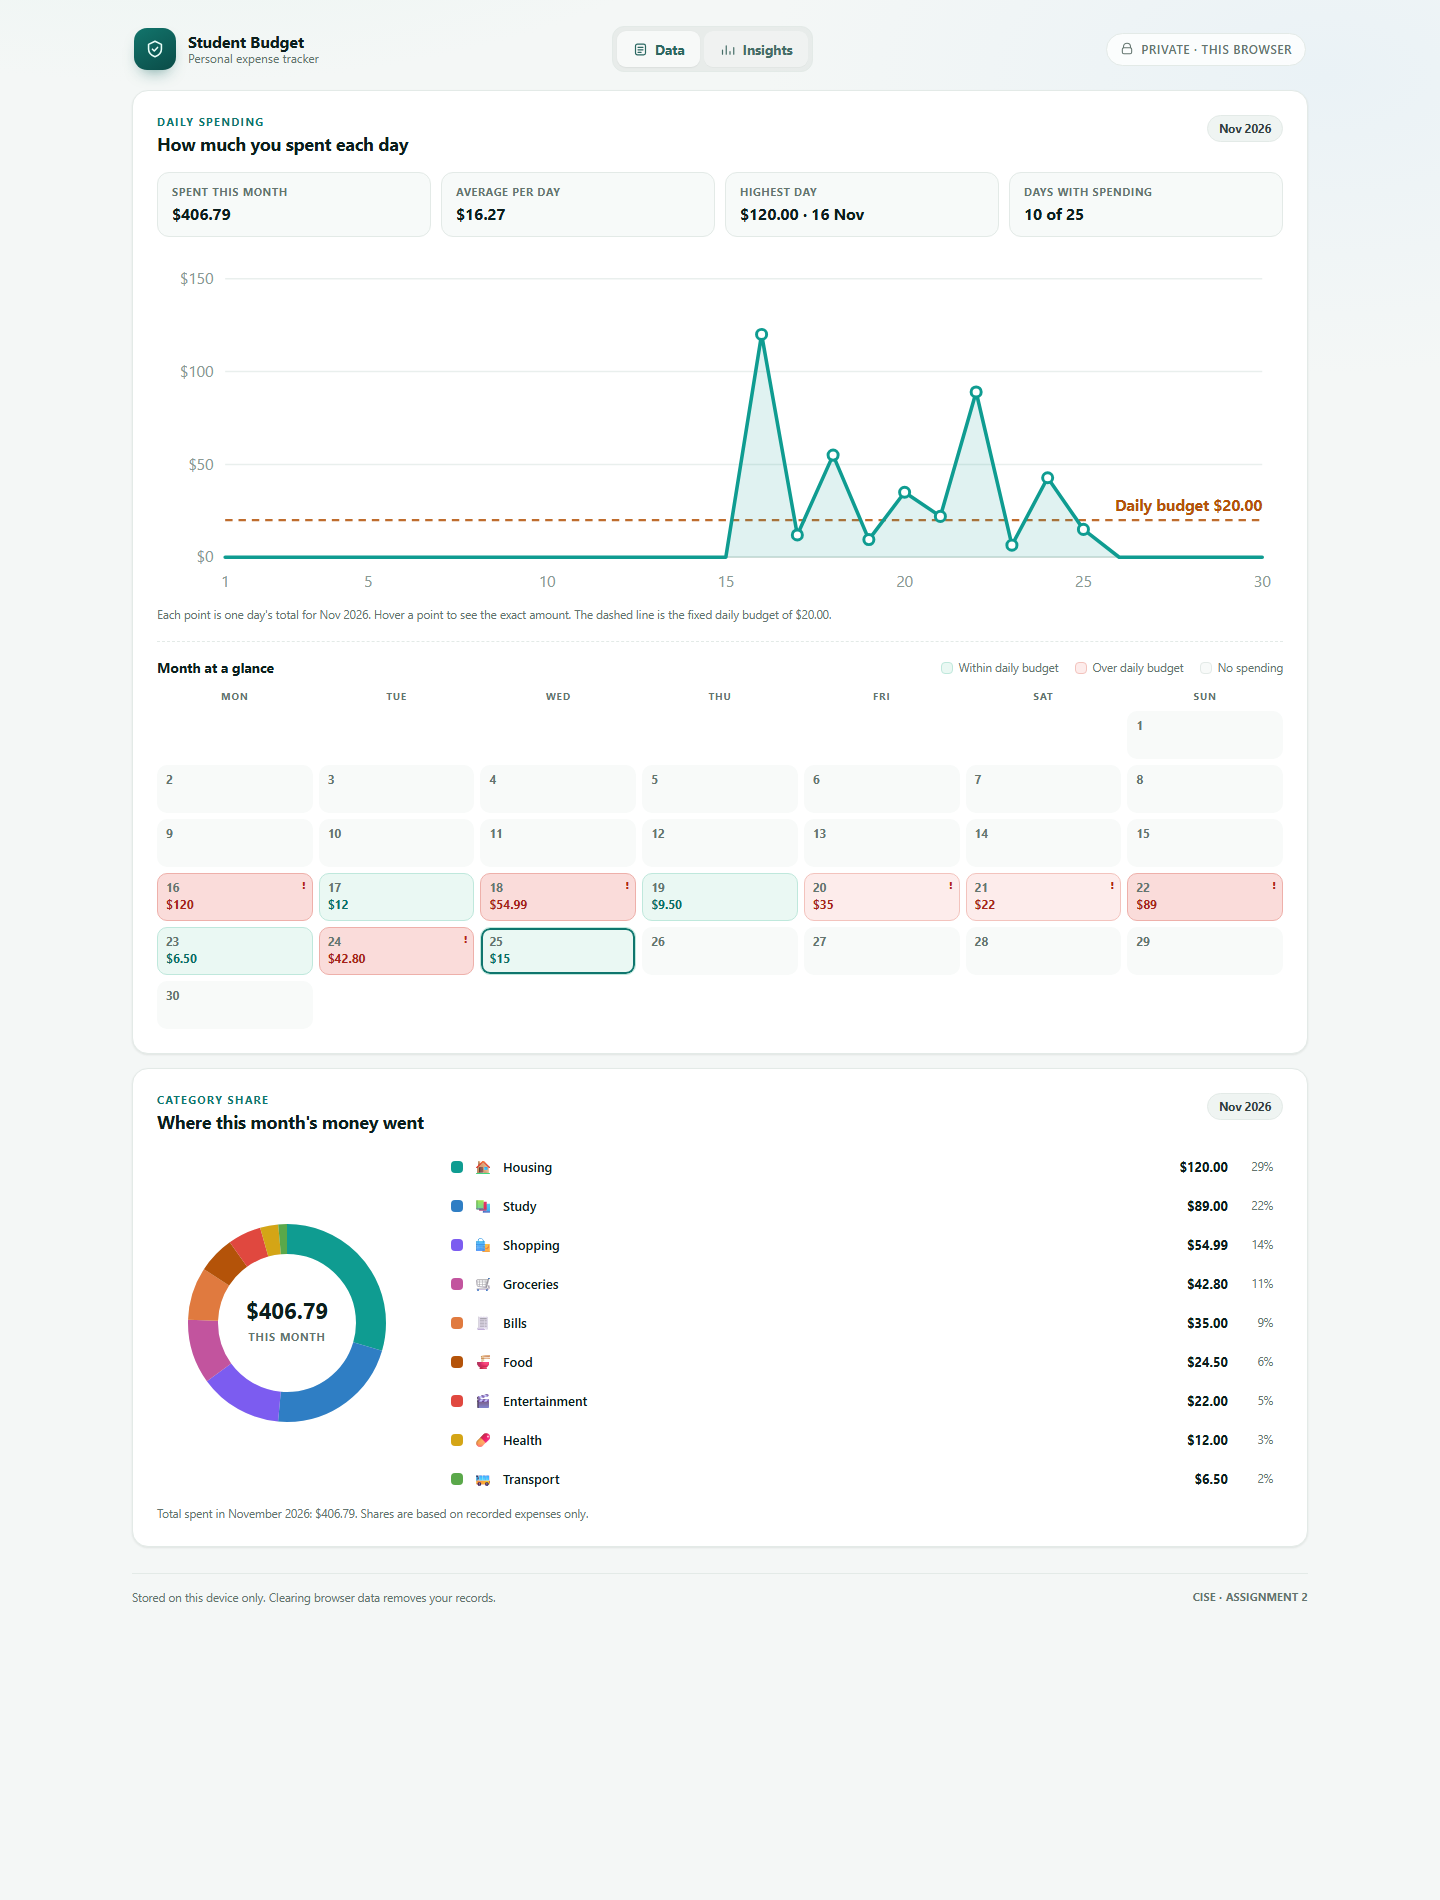 Student Budget
Personal expense tracker
Data
Insights
PRIVATE · THIS BROWSER
DAILY SPENDING
How much you spent each day
Nov 2026
SPENT THIS MONTH
$406.79
AVERAGE PER DAY
$16.27
HIGHEST DAY
$120.00 · 16 Nov
DAYS WITH SPENDING
10 of 25
$150
$100
$50
Daily budget $20.00
$0
1 5 10 15 20 25 30
Each point is one day's total for Nov 2026. Hover a point to see the exact amount. The dashed line is the fixed daily budget of $20.00.
Month at a glance
Within daily budget
Over daily budget
No spending
MON TUE WED THU FRI SAT SUN
1
2 3 4 5 6 7 8
9 10 11 12 13 14 15
16 ! 17 18 ! 19 20 ! 21 ! 22 !
$120 $12 $54.99 $9.50 $35 $22 $89
23 24 ! 25 26 27 28 29
$6.50 $42.80 $15
30
CATEGORY SHARE
Where this month's money went
Nov 2026
$406.79
THIS MONTH
Housing $120.00 29%
Study $89.00 22%
Shopping $54.99 14%
Groceries $42.80 11%
Bills $35.00 9%
Food $24.50 6%
Entertainment $22.00 5%
Health $12.00 3%
Transport $6.50 2%
Total spent in November 2026: $406.79. Shares are based on recorded expenses only.
Stored on this device only. Clearing browser data removes your records.
CISE · ASSIGNMENT 2